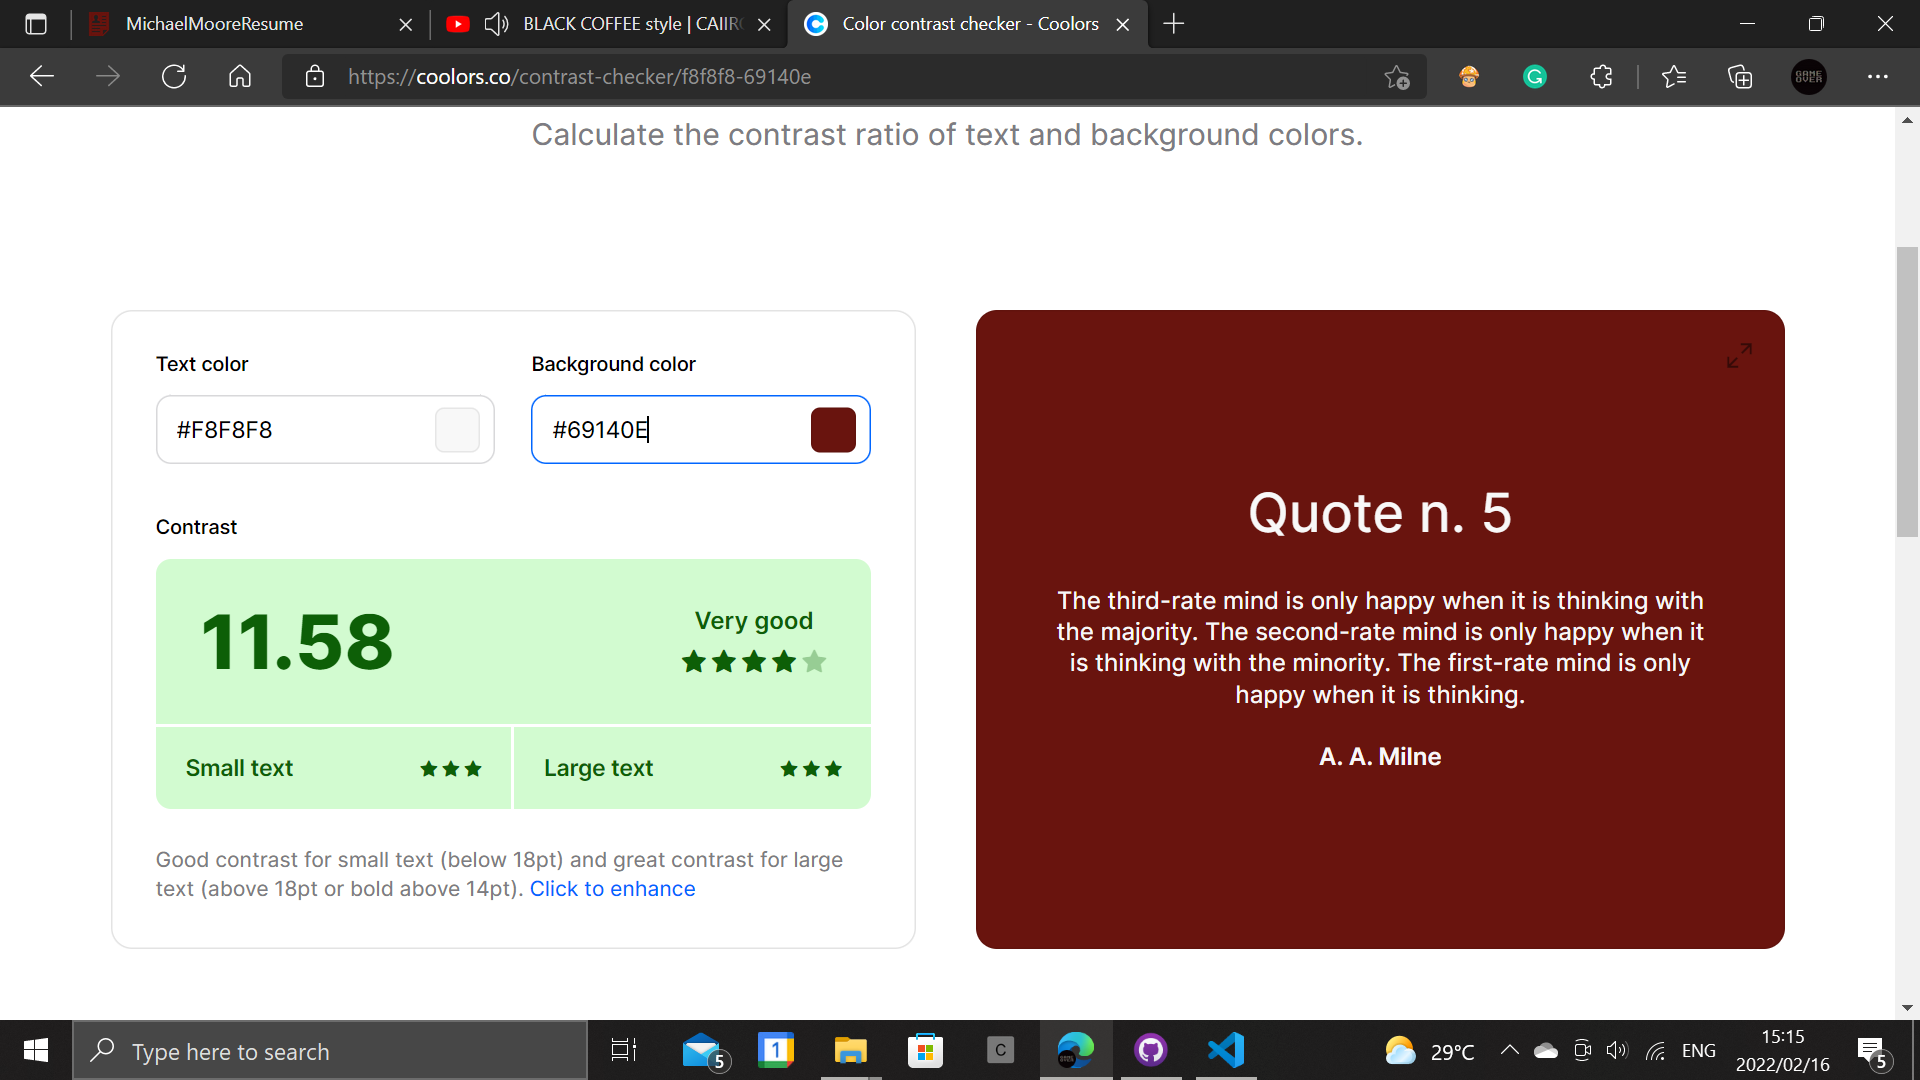 MichaelMooreResume
BLACK COFFEE style | CAIIR
Color contrast checker - Coolors
https://coolors.co/contrast-checker/f8f8f8-69140e
GAME OVER
Calculate the contrast ratio of text and background colors.
Text color
Background color
#F8F8F8
#69140E
Contrast
11.58
Very good
Small text
Large text
Good contrast for small text (below 18pt) and great contrast for large
text (above 18pt or bold above 14pt). Click to enhance
Quote n. 5
The third-rate mind is only happy when it is thinking with
the majority. The second-rate mind is only happy when it
is thinking with the minority. The first-rate mind is only
happy when it is thinking.
A. A. Milne
Type here to search
5
1
C
29°C
ENG
15:15
2022/02/16
5